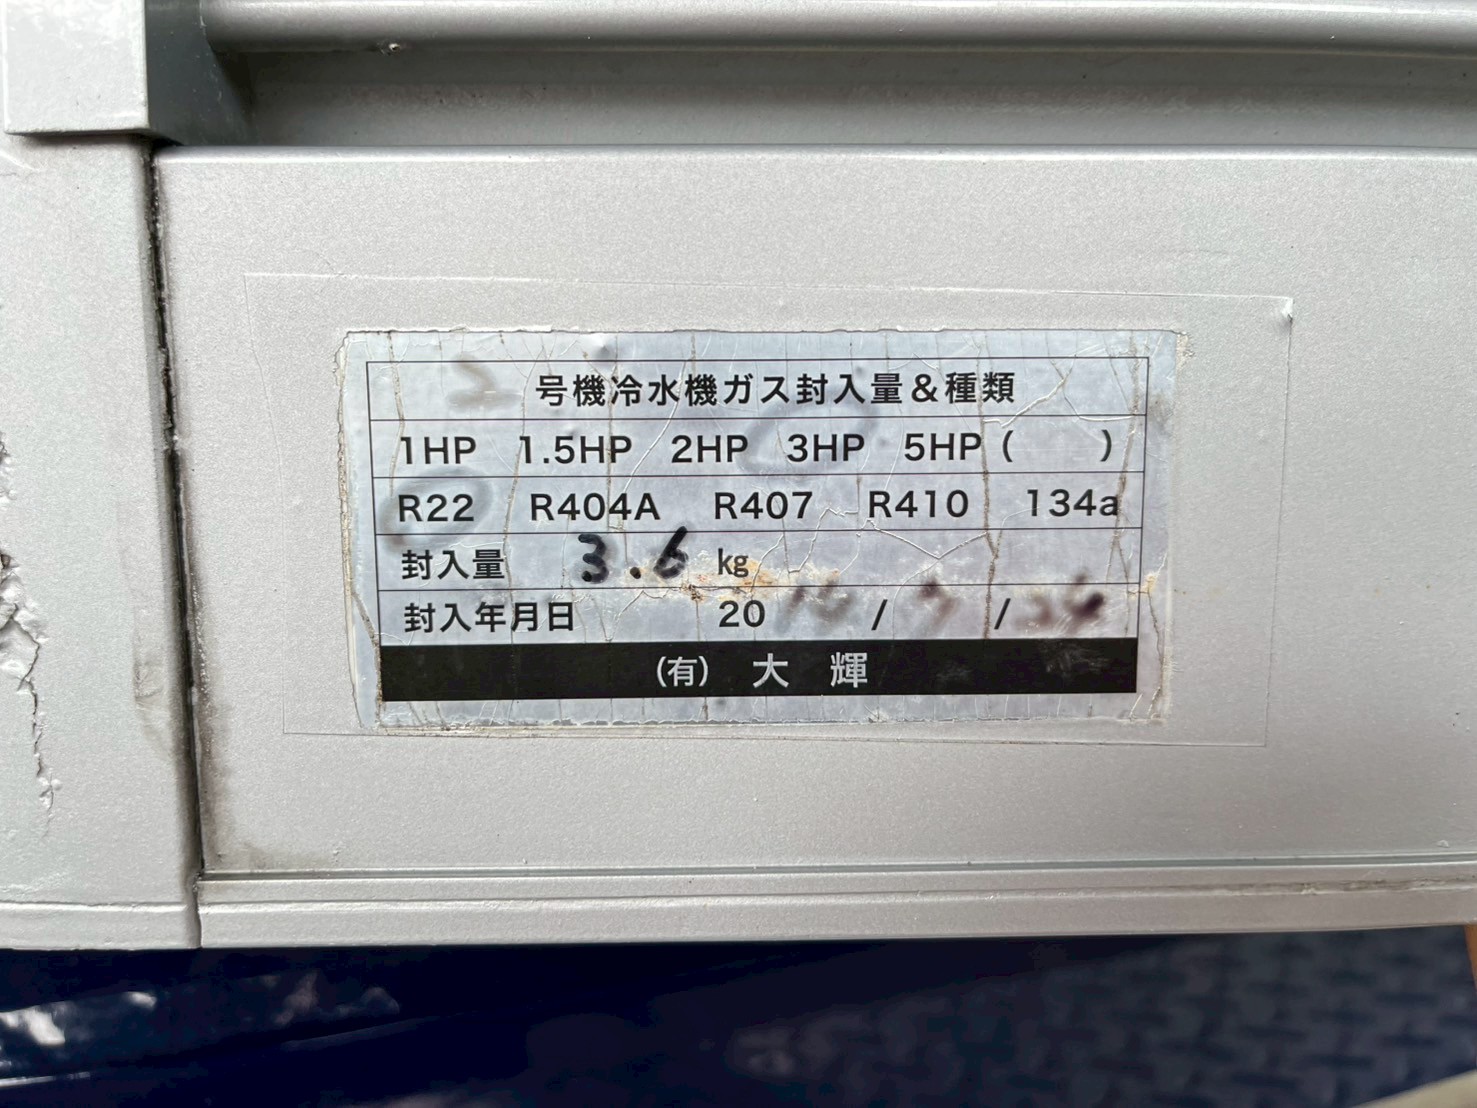 号機冷水機ガス封入量&種類
1HP 1.5HP 2HP 3HP 5HP ( )
R22 R404A R407 R410 134a
封入量 3.6 kg
封入年月日 20 / /
(有) 大輝